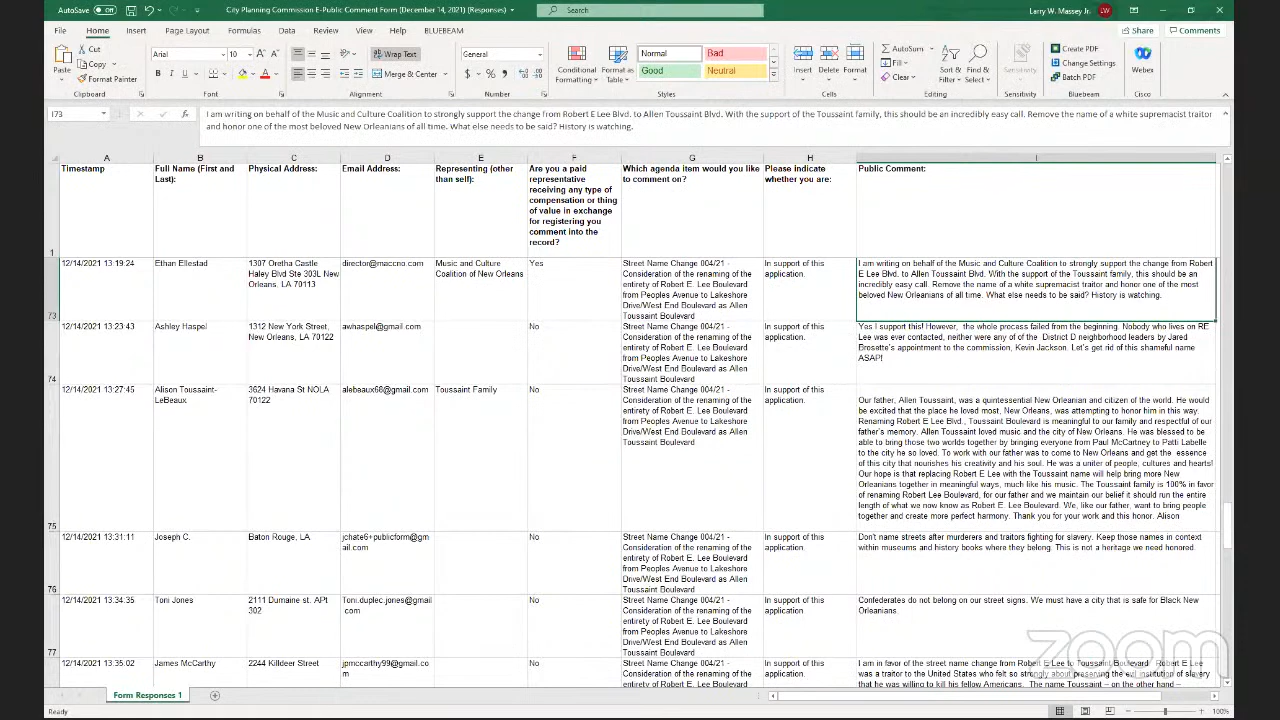 AutoSave Off
City Planning Commission E-Public Comment Form (December 14, 2021) (Responses)
Search
Larry W. Massey Jr.
LW
File Home Insert Page Layout Formulas Data Review View Help BLUEBEAM
Share Comments
Paste
Cut
Copy
Format Painter
Clipboard
Arial 10
B I U
Font
Wrap Text
Merge & Center
Alignment
General
Number
Conditional Formatting
Format as Table
Normal Bad
Good Neutral
Styles
Insert Delete Format
Cells
AutoSum
Fill
Clear
Sort & Filter
Find & Select
Editing
Sensitivity
Sensitivity
Create PDF
Change Settings
Batch PDF
Bluebeam
Webex
Cisco
I73
fx
I am writing on behalf of the Music and Culture Coalition to strongly support the change from Robert E Lee Blvd. to Allen Toussaint Blvd. With the support of the Toussaint family, this should be an incredibly easy call. Remove the name of a white supremacist traitor
and honor one of the most beloved New Orleanians of all time. What else needs to be said? History is watching.
A B C D E F G H I
1
Timestamp
Full Name (First and
Last):
Physical Address:
Email Address:
Representing (other
than self):
Are you a paid
representative
receiving any type of
compensation or thing
of value in exchange
for registering you
comment into the
record?
Which agenda item would you like
to comment on?
Please indicate
whether you are:
Public Comment:
73
12/14/2021 13:19:24
Ethan Ellestad
1307 Oretha Castle
Haley Blvd Ste 303L New
Orleans, LA 70113
director@maccno.com
Music and Culture
Coalition of New Orleans
Yes
Street Name Change 004/21 -
Consideration of the renaming of the
entirety of Robert E. Lee Boulevard
from Peoples Avenue to Lakeshore
Drive/West End Boulevard as Allen
Toussaint Boulevard
In support of this
application.
I am writing on behalf of the Music and Culture Coalition to strongly support the change from Robert
E Lee Blvd. to Allen Toussaint Blvd. With the support of the Toussaint family, this should be an
incredibly easy call. Remove the name of a white supremacist traitor and honor one of the most
beloved New Orleanians of all time. What else needs to be said? History is watching.
74
12/14/2021 13:23:43
Ashley Haspel
1312 New York Street,
New Orleans, LA 70122
awhaspel@gmail.com
No
Street Name Change 004/21 -
Consideration of the renaming of the
entirety of Robert E. Lee Boulevard
from Peoples Avenue to Lakeshore
Drive/West End Boulevard as Allen
Toussaint Boulevard
In support of this
application.
Yes I support this! However, the whole process failed from the beginning. Nobody who lives on RE
Lee was ever contacted, neither were any of of the District D neighborhood leaders by Jared
Brosette's appointment to the commission, Kevin Jackson. Let's get rid of this shameful name
ASAP!
75
12/14/2021 13:27:45
Alison Toussaint-
LeBeaux
3624 Havana St NOLA
70122
alebeaux68@gmail.com
Toussaint Family
No
Street Name Change 004/21 -
Consideration of the renaming of the
entirety of Robert E. Lee Boulevard
from Peoples Avenue to Lakeshore
Drive/West End Boulevard as Allen
Toussaint Boulevard
In support of this
application.
Our father, Allen Toussaint, was a quintessential New Orleanian and citizen of the world. He would
be excited that the place he loved most, New Orleans, was attempting to honor him in this way.
Renaming Robert E Lee Blvd., Toussaint Boulevard is meaningful to our family and respectful of our
father's memory. Allen Toussaint loved music and the city of New Orleans. He was blessed to be
able to bring those two worlds together by bringing everyone from Paul McCartney to Patti Labelle
to the city he so loved. To work with our father was to come to New Orleans and get the essence
of this city that nourishes his creativity and his soul. He was a uniter of people, cultures and hearts!
Our hope is that replacing Robert E Lee with the Toussaint name will help bring more New
Orleanians together in meaningful ways, much like his music. The Toussaint family is 100% in favor
of renaming Robert Lee Boulevard, for our father and we maintain our belief it should run the entire
length of what we now know as Robert E. Lee Boulevard. We, like our father, want to bring people
together and create more perfect harmony. Thank you for your work and this honor. Alison
76
12/14/2021 13:31:11
Joseph C.
Baton Rouge, LA
jchate6+publicform@gm
ail.com
No
Street Name Change 004/21 -
Consideration of the renaming of the
entirety of Robert E. Lee Boulevard
from Peoples Avenue to Lakeshore
Drive/West End Boulevard as Allen
Toussaint Boulevard
In support of this
application.
Don't name streets after murderers and traitors fighting for slavery. Keep those names in context
within museums and history books where they belong. This is not a heritage we need honored.
77
12/14/2021 13:34:35
Toni Jones
2111 Dumaine st. APt
302
Toni.duplec.jones@gmail
.com
No
Street Name Change 004/21 -
Consideration of the renaming of the
entirety of Robert E. Lee Boulevard
from Peoples Avenue to Lakeshore
Drive/West End Boulevard as Allen
Toussaint Boulevard
In support of this
application.
Confederates do not belong on our street signs. We must have a city that is safe for Black New
Orleanians.
12/14/2021 13:35:02
James McCarthy
2244 Killdeer Street
jpmccarthy99@gmail.co
m
No
Street Name Change 004/21 -
Consideration of the renaming of the
entirety of Robert E. Lee Boulevard
In support of this
application.
I am in favor of the street name change from Robert E Lee to Toussaint Boulevard. Robert E Lee
was a traitor to the United States who felt so strongly about preserving the evil institution of slavery
that he was willing to kill his fellow Americans. The name Toussaint – on the other hand –
zoom
Form Responses 1
Ready
100%